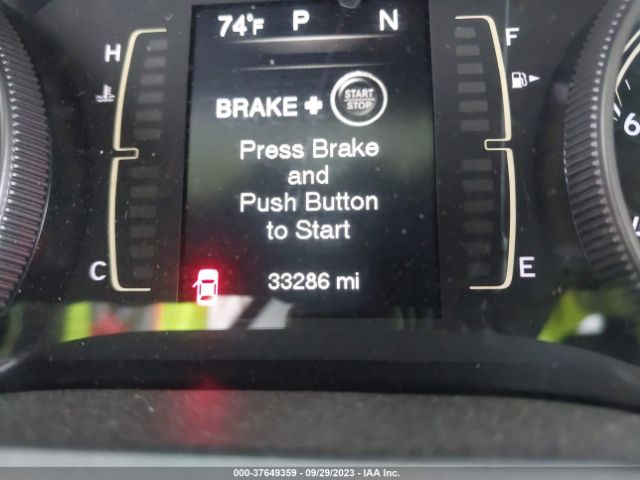 74°F P N
H
F
START
STOP
BRAKE +
Press Brake
and
Push Button
to Start
6
C
E
33286 mi
000-37649359 | 09/29/2023 | IAA Inc.